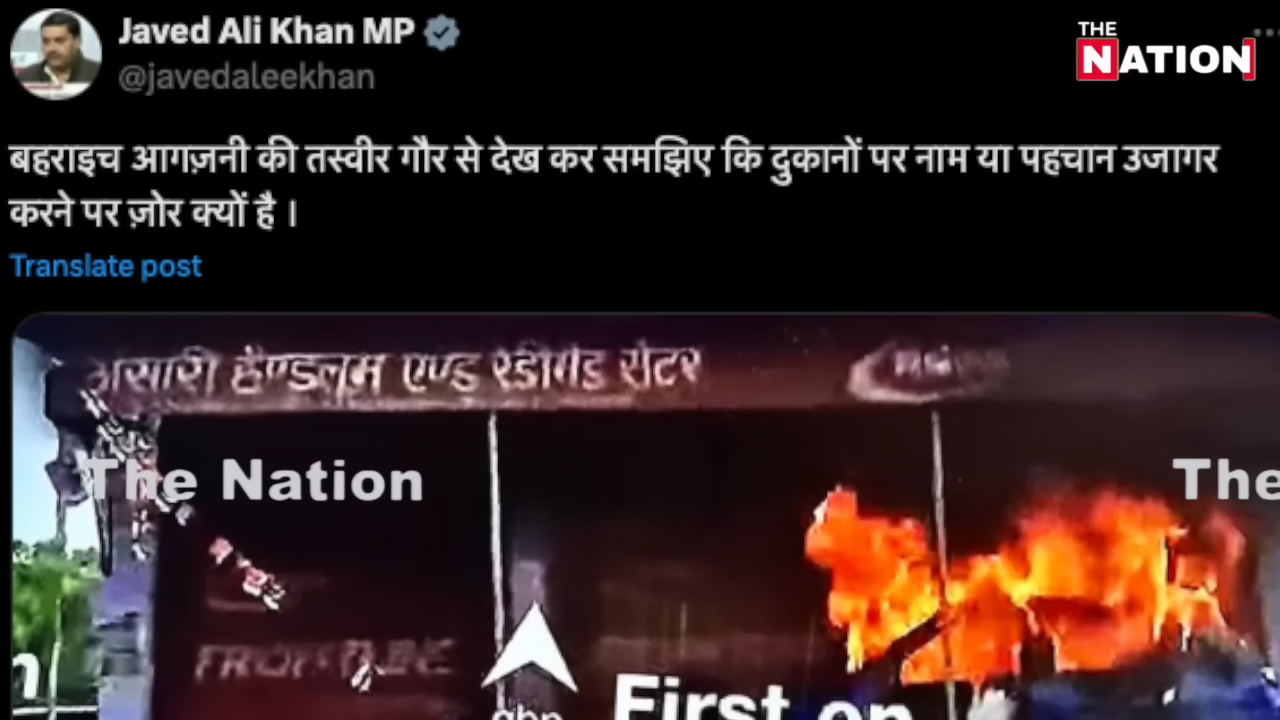 Javed Ali Khan MP
@javedaleekhan
THE
NATION
बहराइच आगज़नी की तस्वीर गौर से देख कर समझिए कि दुकानों पर नाम या पहचान उजागर
करने पर ज़ोर क्यों है ।
Translate post
हैण्डलूम एण्ड रेडीमेड सेंटर
The Nation
The
First on
abp